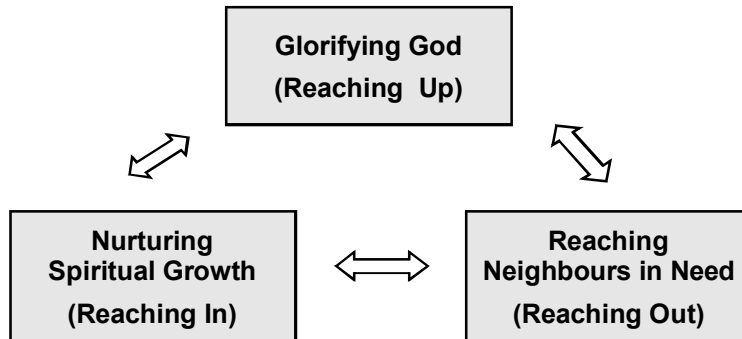 Glorifying God
(Reaching Up)
Nurturing
Spiritual Growth
(Reaching In)
Reaching
Neighbours in Need
(Reaching Out)